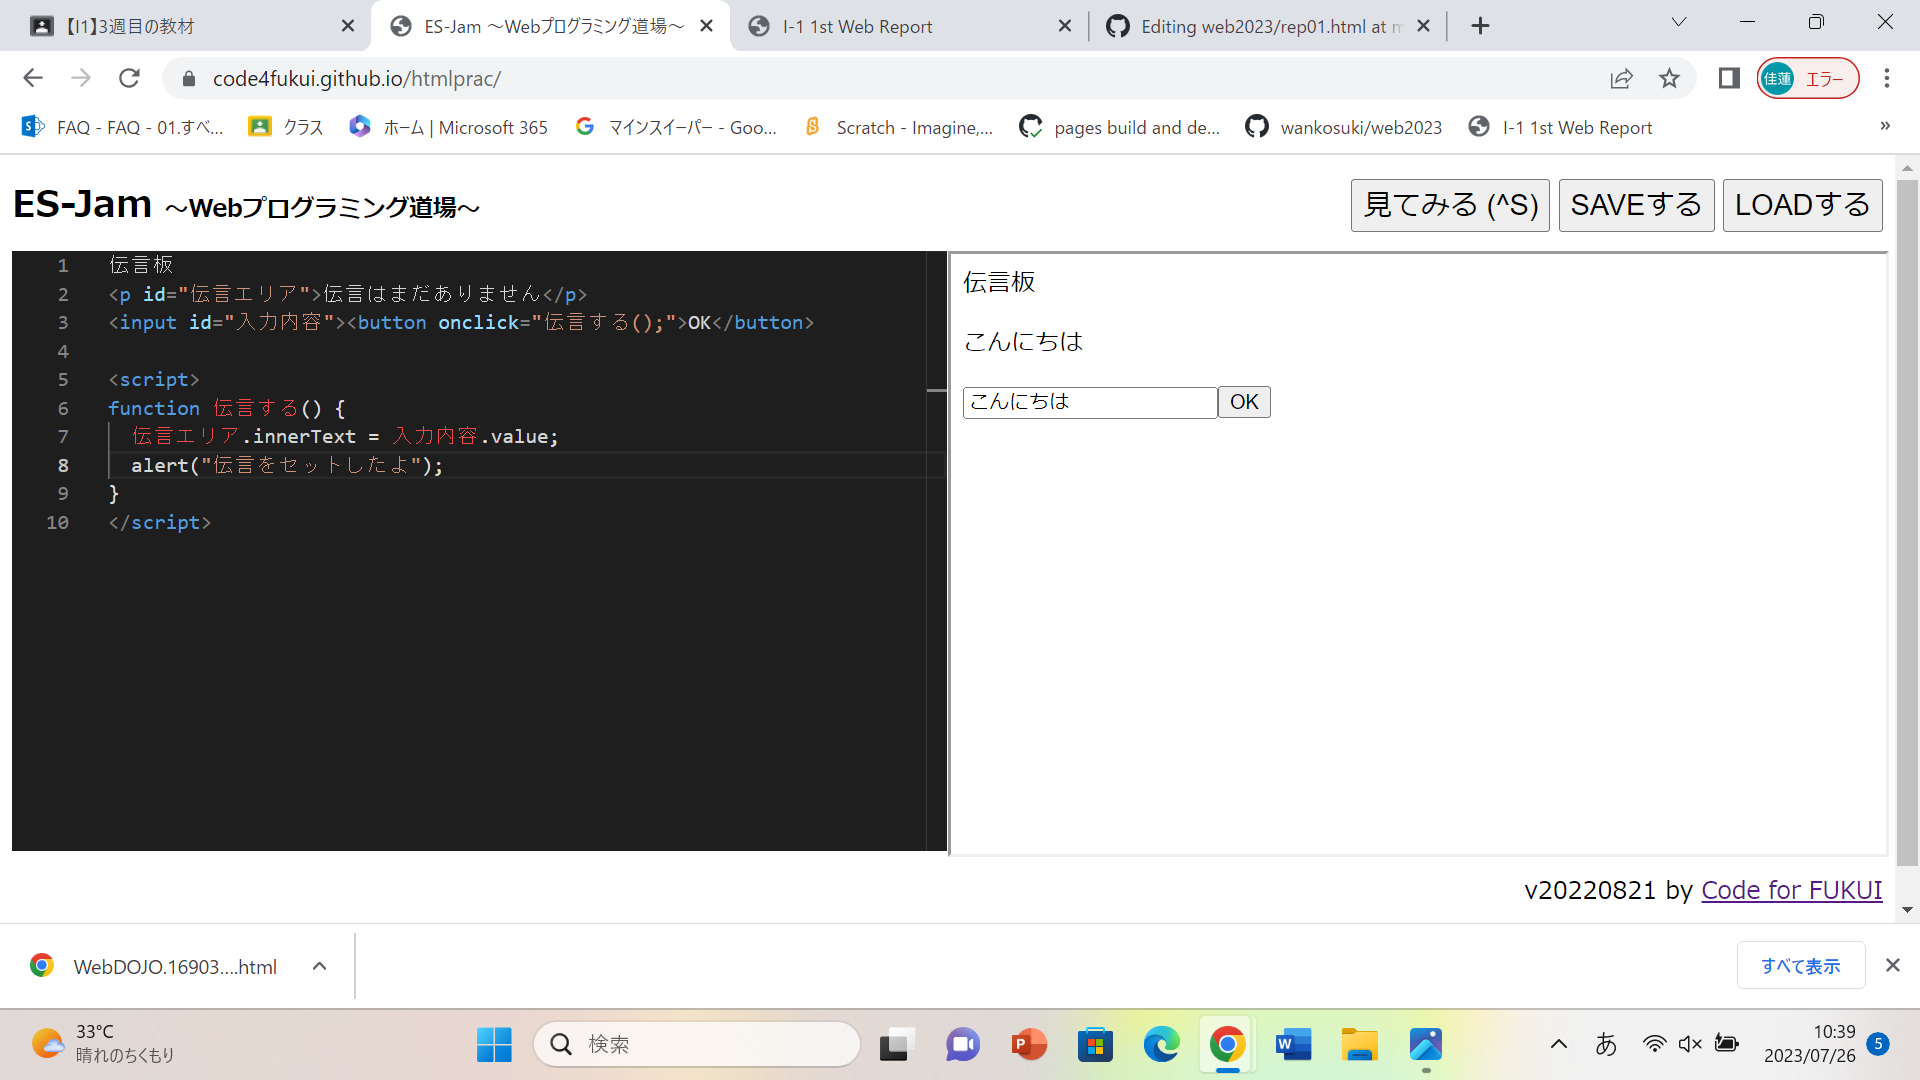 【I1】3週目の教材
ES-Jam ～Webプログラミング道場～
I-1 1st Web Report
Editing web2023/rep01.html at m
code4fukui.github.io/htmlprac/
佳蓮 エラー
FAQ - FAQ - 01.すべ...
クラス
ホーム | Microsoft 365
マインスイーパー - Goo...
Scratch - Imagine,...
pages build and de...
wankosuki/web2023
I-1 1st Web Report
»
ES-Jam ～Webプログラミング道場～
見てみる (^S)
SAVEする
LOADする
1 伝言板
2 <p id="伝言エリア">伝言はまだありません</p>
3 <input id="入力内容"><button onclick="伝言する();">OK</button>
4
5 <script>
6 function 伝言する() {
7 伝言エリア.innerText = 入力内容.value;
8 alert("伝言をセットしたよ");
9 }
10 </script>
伝言板
こんにちは
こんにちは OK
v20220821 by Code for FUKUI
WebDOJO.16903....html
すべて表示
33°C
晴れのちくもり
検索
あ
10:39
2023/07/26
5